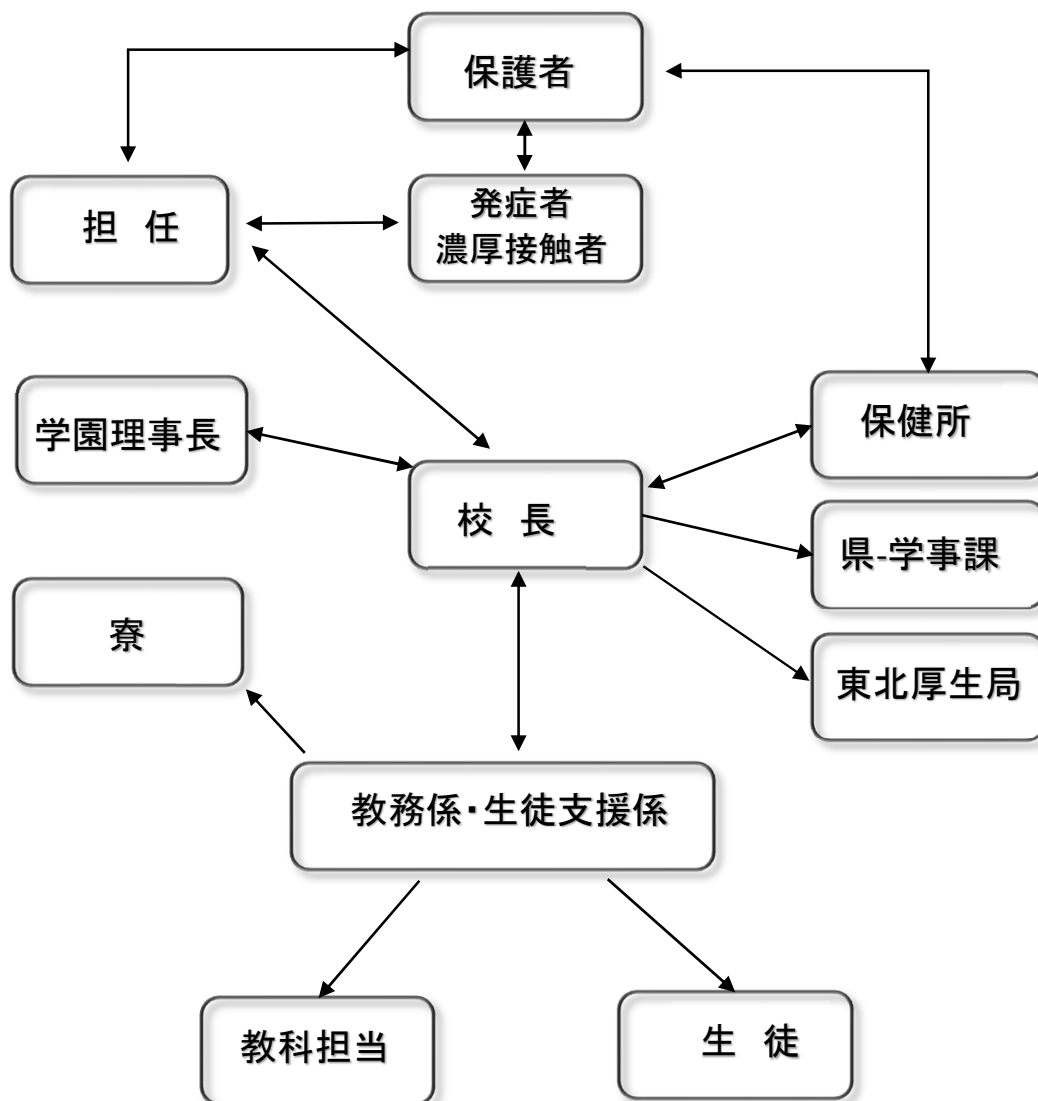 保護者
担　任
発症者
濃厚接触者
学園理事長
保健所
校　長
県-学事課
寮
東北厚生局
教務係・生徒支援係
教科担当
生　徒